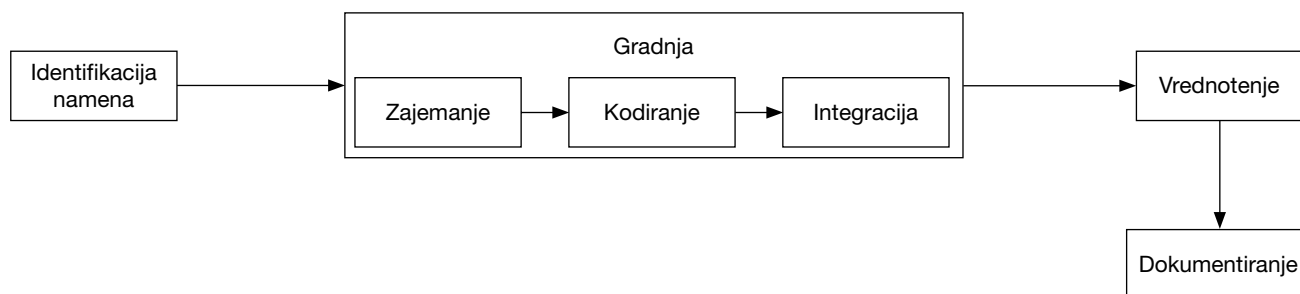 Gradnja
Identifikacija
namena
Zajemanje
Kodiranje
Integracija
Vrednotenje
Dokumentiranje